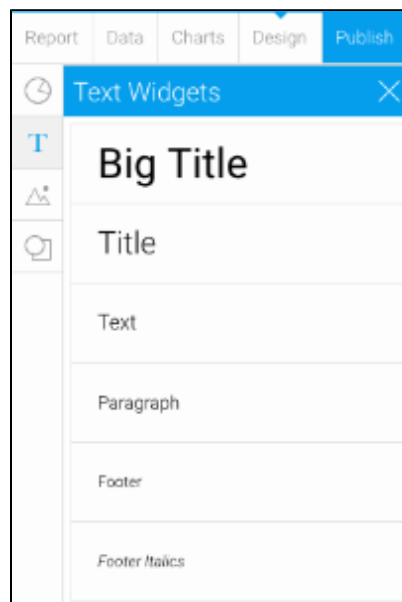 Report Data Charts Design Publish
Text Widgets
T
Big Title
Title
Text
Paragraph
Footer
Footer Italics